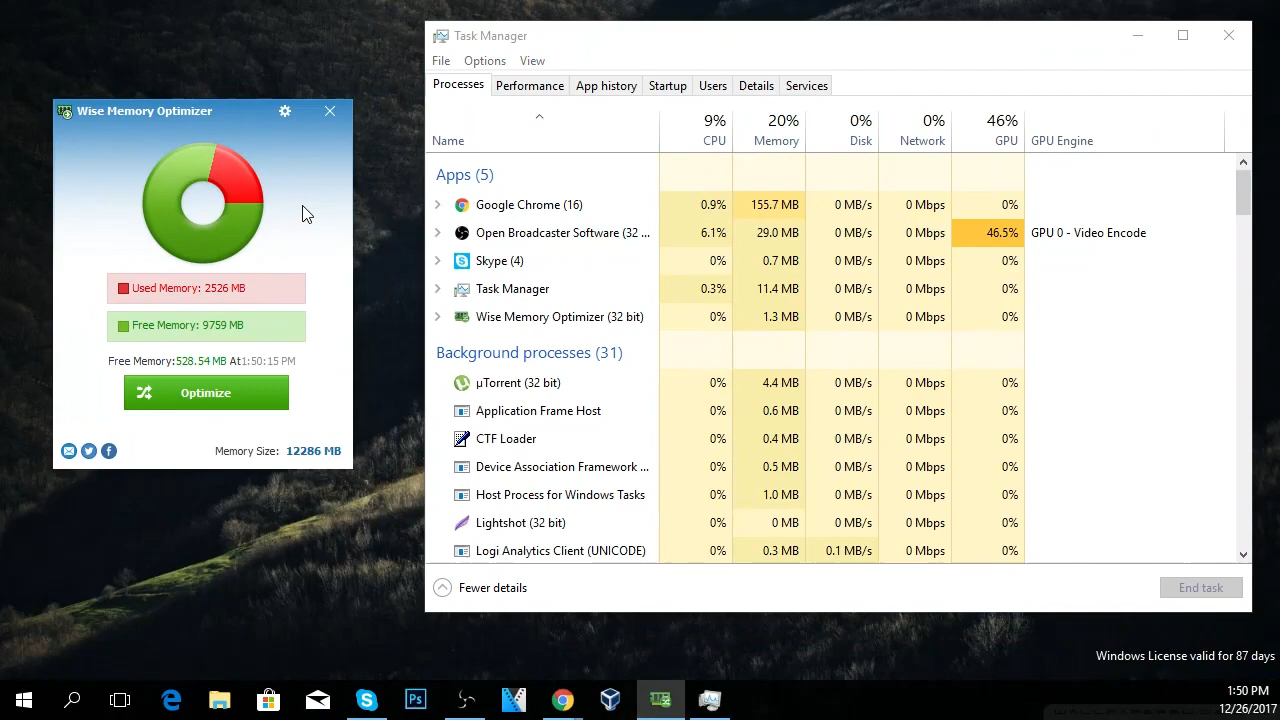 Wise Memory Optimizer
Used Memory: 2526 MB
Free Memory: 9759 MB
Free Memory:528.54 MB At1:50:15 PM
Optimize
Memory Size: 12286 MB
Task Manager
File Options View
Processes Performance App history Startup Users Details Services
9% 20% 0% 0% 46%
Name CPU Memory Disk Network GPU GPU Engine
Apps (5)
Google Chrome (16) 0.9% 155.7 MB 0 MB/s 0 Mbps 0%
Open Broadcaster Software (32 ... 6.1% 29.0 MB 0 MB/s 0 Mbps 46.5% GPU 0 - Video Encode
Skype (4) 0% 0.7 MB 0 MB/s 0 Mbps 0%
Task Manager 0.3% 11.4 MB 0 MB/s 0 Mbps 0%
Wise Memory Optimizer (32 bit) 0% 1.3 MB 0 MB/s 0 Mbps 0%
Background processes (31)
µTorrent (32 bit) 0% 4.4 MB 0 MB/s 0 Mbps 0%
Application Frame Host 0% 0.6 MB 0 MB/s 0 Mbps 0%
CTF Loader 0% 0.4 MB 0 MB/s 0 Mbps 0%
Device Association Framework ... 0% 0.5 MB 0 MB/s 0 Mbps 0%
Host Process for Windows Tasks 0% 1.0 MB 0 MB/s 0 Mbps 0%
Lightshot (32 bit) 0% 0 MB 0 MB/s 0 Mbps 0%
Logi Analytics Client (UNICODE) 0% 0.3 MB 0.1 MB/s 0 Mbps 0%
Fewer details
End task
Windows License valid for 87 days
Ps
1:50 PM
12/26/2017